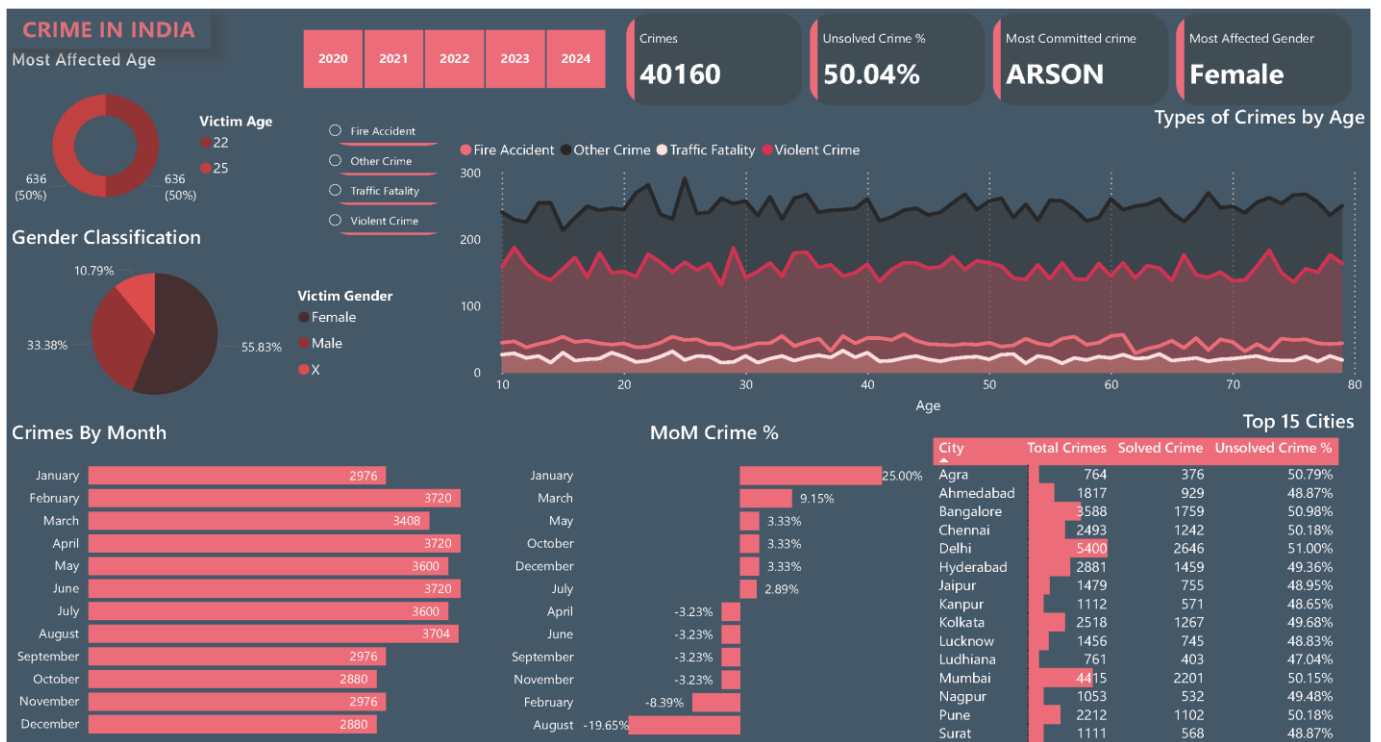 CRIME IN INDIA
Most Affected Age
2020 2021 2022 2023 2024
Crimes
40160
Unsolved Crime %
50.04%
Most Committed crime
ARSON
Most Affected Gender
Female
Victim Age
22
25
636
(50%)
636
(50%)
Fire Accident
Other Crime
Traffic Fatality
Violent Crime
Types of Crimes by Age
Fire Accident Other Crime Traffic Fatality Violent Crime
300
200
100
0
10 20 30 40 50 60 70 80
Age
Gender Classification
10.79%
33.38%
55.83%
Victim Gender
Female
Male
X
Crimes By Month
January 2976
February 3720
March 3408
April 3720
May 3600
June 3720
July 3600
August 3704
September 2976
October 2880
November 2976
December 2880
MoM Crime %
January 25.00%
March 9.15%
May 3.33%
October 3.33%
December 3.33%
July 2.89%
April -3.23%
June -3.23%
September -3.23%
November -3.23%
February -8.39%
August -19.65%
Top 15 Cities
City Total Crimes Solved Crime Unsolved Crime %
Agra 764 376 50.79%
Ahmedabad 1817 929 48.87%
Bangalore 3588 1759 50.98%
Chennai 2493 1242 50.18%
Delhi 5400 2646 51.00%
Hyderabad 2881 1459 49.36%
Jaipur 1479 755 48.95%
Kanpur 1112 571 48.65%
Kolkata 2518 1267 49.68%
Lucknow 1456 745 48.83%
Ludhiana 761 403 47.04%
Mumbai 4415 2201 50.15%
Nagpur 1053 532 49.48%
Pune 2212 1102 50.18%
Surat 1111 568 48.87%